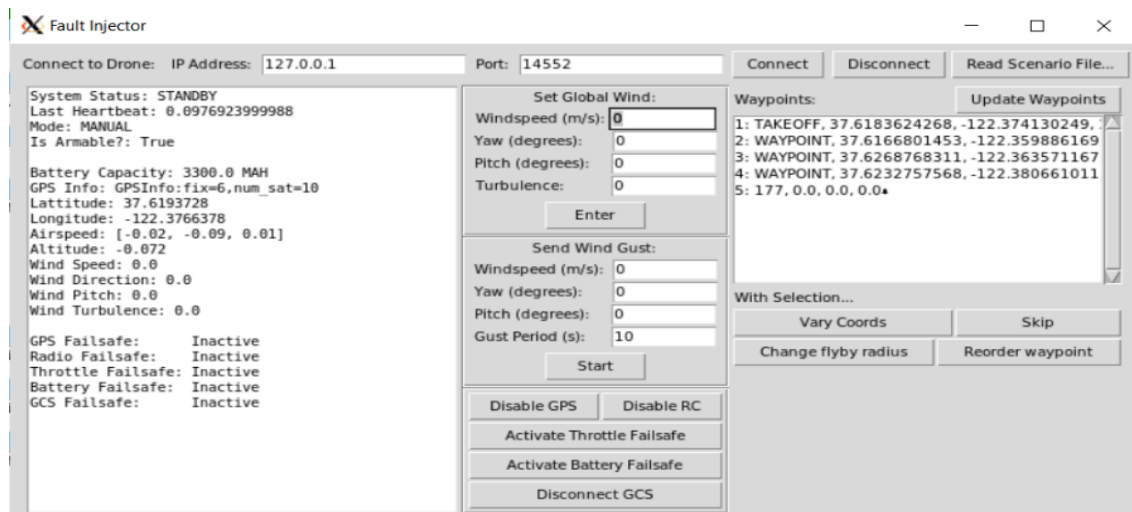 Fault Injector
Connect to Drone: IP Address: 127.0.0.1 Port: 14552 Connect Disconnect Read Scenario File...
System Status: STANDBY
Last Heartbeat: 0.0976923999988
Mode: MANUAL
Is Armable?: True
Battery Capacity: 3300.0 MAH
GPS Info: GPSInfo:fix=6,num_sat=10
Lattitude: 37.6193728
Longitude: -122.3766378
Airspeed: [-0.02, -0.09, 0.01]
Altitude: -0.072
Wind Speed: 0.0
Wind Direction: 0.0
Wind Pitch: 0.0
Wind Turbulence: 0.0
GPS Failsafe: Inactive
Radio Failsafe: Inactive
Throttle Failsafe: Inactive
Battery Failsafe: Inactive
GCS Failsafe: Inactive
Set Global Wind:
Windspeed (m/s): 0
Yaw (degrees): 0
Pitch (degrees): 0
Turbulence: 0
Enter
Send Wind Gust:
Windspeed (m/s): 0
Yaw (degrees): 0
Pitch (degrees): 0
Gust Period (s): 10
Start
Disable GPS Disable RC
Activate Throttle Failsafe
Activate Battery Failsafe
Disconnect GCS
Waypoints: Update Waypoints
1: TAKEOFF, 37.6183624268, -122.374130249,
2: WAYPOINT, 37.6166801453, -122.359886169
3: WAYPOINT, 37.6268768311, -122.363571167
4: WAYPOINT, 37.6232757568, -122.380661011
5: 177, 0.0, 0.0, 0.0
With Selection...
Vary Coords Skip
Change flyby radius Reorder waypoint